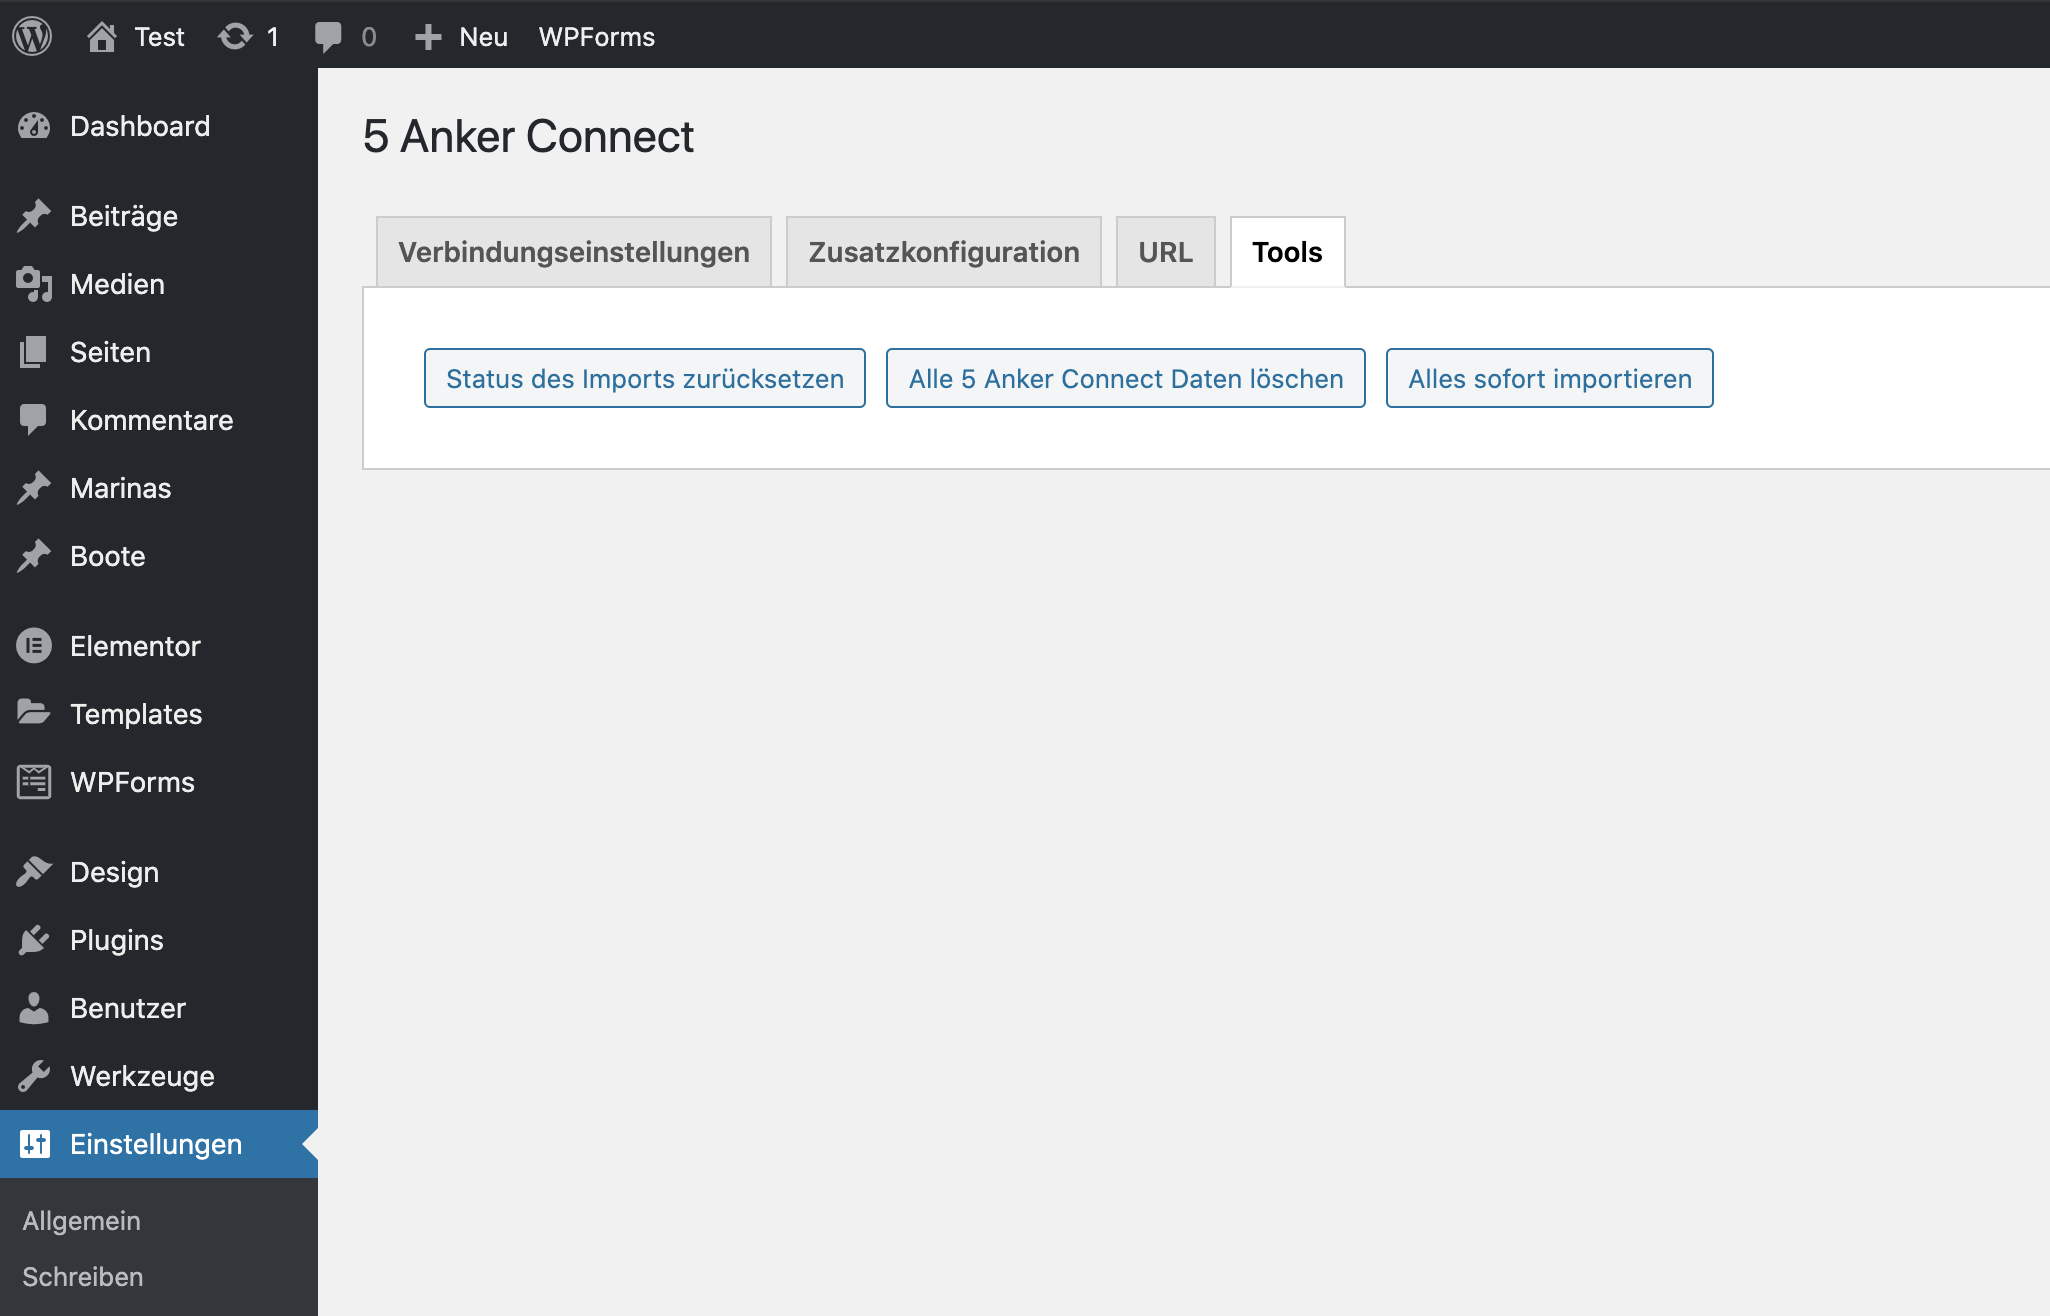 Test 1 0 Neu WPForms
Dashboard
Beiträge
Medien
Seiten
Kommentare
Marinas
Boote
Elementor
Templates
WPForms
Design
Plugins
Benutzer
Werkzeuge
Einstellungen
Allgemein
Schreiben
5 Anker Connect
Verbindungseinstellungen Zusatzkonfiguration URL Tools
Status des Imports zurücksetzen Alle 5 Anker Connect Daten löschen Alles sofort importieren